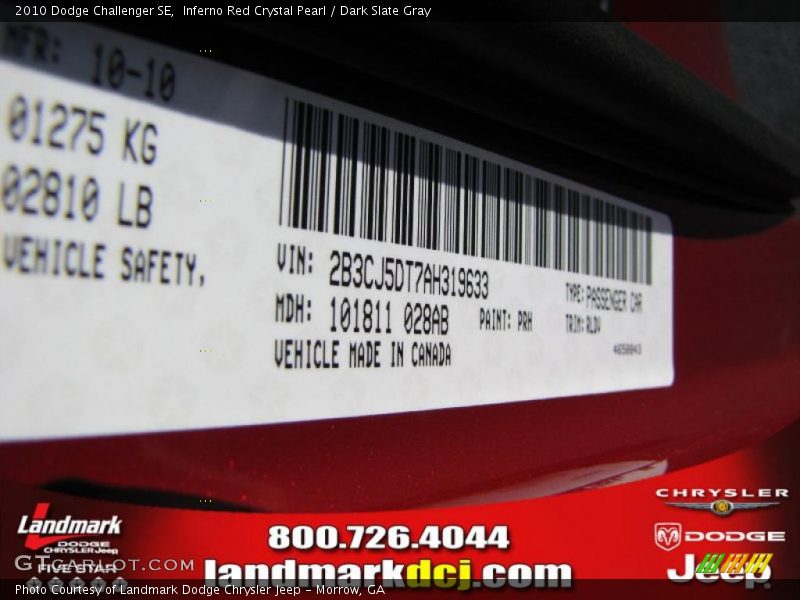 2010 Dodge Challenger SE,  Inferno Red Crystal Pearl / Dark Slate Gray
MFR: 10-10
01275 KG
02810 LB
VEHICLE SAFETY,
VIN: 2B3CJ5DT7AH319633
TYPE: PASSENGER CAR
MDH: 101811 028AB
PAINT: PRH
TRIM: RLDV
VEHICLE MADE IN CANADA
4658043
Landmark
DODGE
CHRYSLER Jeep
FIVE STAR
800.726.4044
landmarkdcj.com
CHRYSLER
DODGE
Jeep
GTCARLOT.COM
Photo Courtesy of Landmark Dodge Chrysler Jeep - Morrow, GA